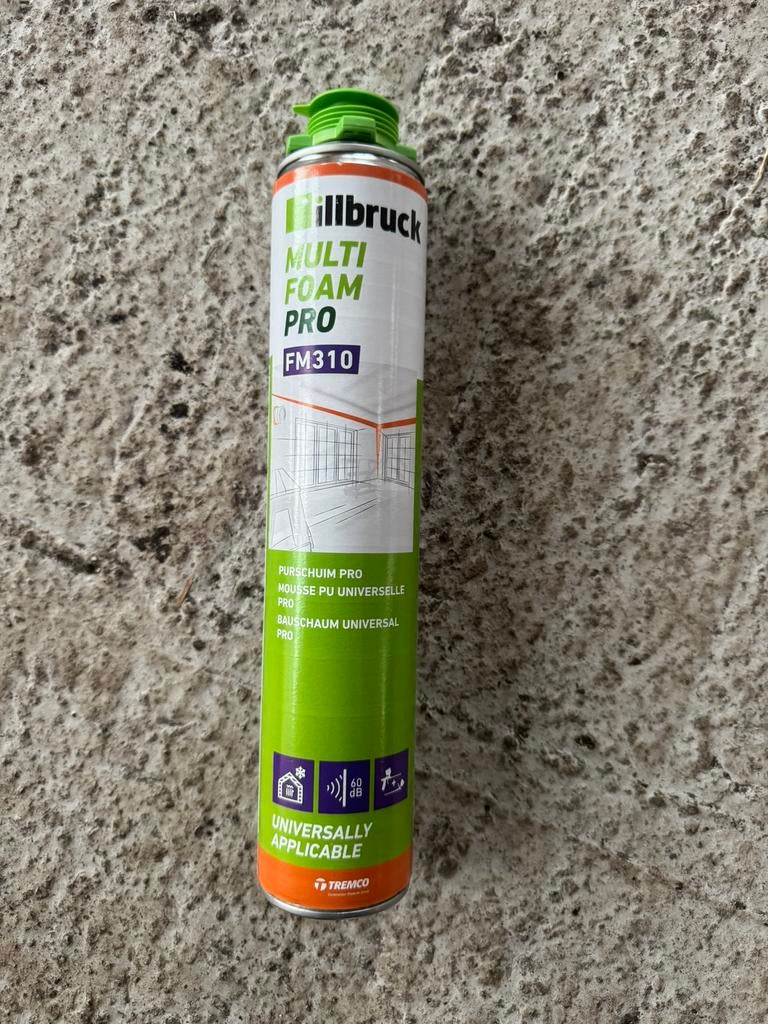 illbruck
MULTI
FOAM
PRO
FM310
PURSCHUIM PRO
MOUSSE PU UNIVERSELLE
PRO
BAUSCHAUM UNIVERSAL
PRO
60
dB
UNIVERSALLY
APPLICABLE
TREMCO